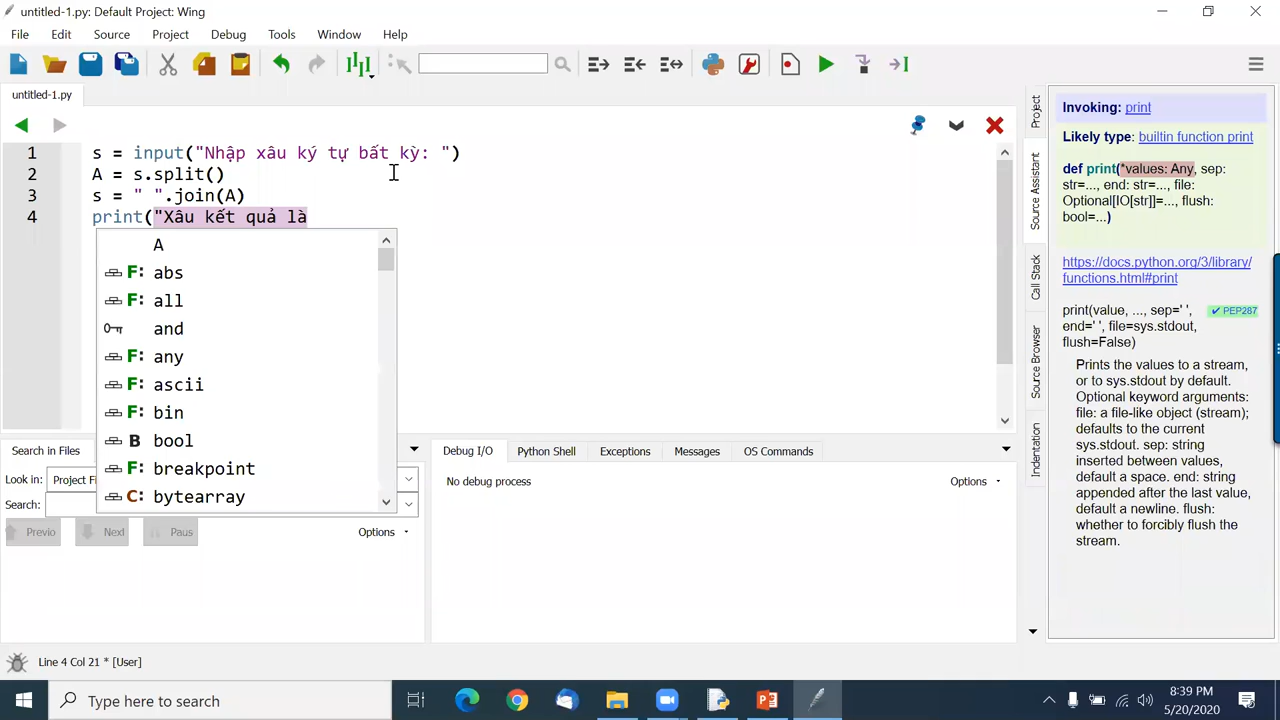 untitled-1.py: Default Project: Wing
File Edit Source Project Debug Tools Window Help
untitled-1.py
1 s = input("Nhập xâu ký tự bất kỳ: ")
2 A = s.split()
3 s = " ".join(A)
4 print("Xâu kết quả là
A
F: abs
F: all
and
F: any
F: ascii
F: bin
B bool
F: breakpoint
C: bytearray
Search in Files
Look in: Project Fi
Search:
Previo Next Paus Options
Debug I/O Python Shell Exceptions Messages OS Commands
No debug process Options
Project
Source Assistant
Call Stack
Source Browser
Indentation
Invoking: print
Likely type: builtin function print
def print(*values: Any, sep:
str=..., end: str=..., file:
Optional[IO[str]]=..., flush:
bool=...)
https://docs.python.org/3/library/
functions.html#print
print(value, ..., sep=' ', ✔ PEP287
end=' ', file=sys.stdout,
flush=False)
Prints the values to a stream,
or to sys.stdout by default.
Optional keyword arguments:
file: a file-like object (stream);
defaults to the current
sys.stdout. sep: string
inserted between values,
default a space. end: string
appended after the last value,
default a newline. flush:
whether to forcibly flush the
stream.
Line 4 Col 21 * [User]
Type here to search
8:39 PM
5/20/2020